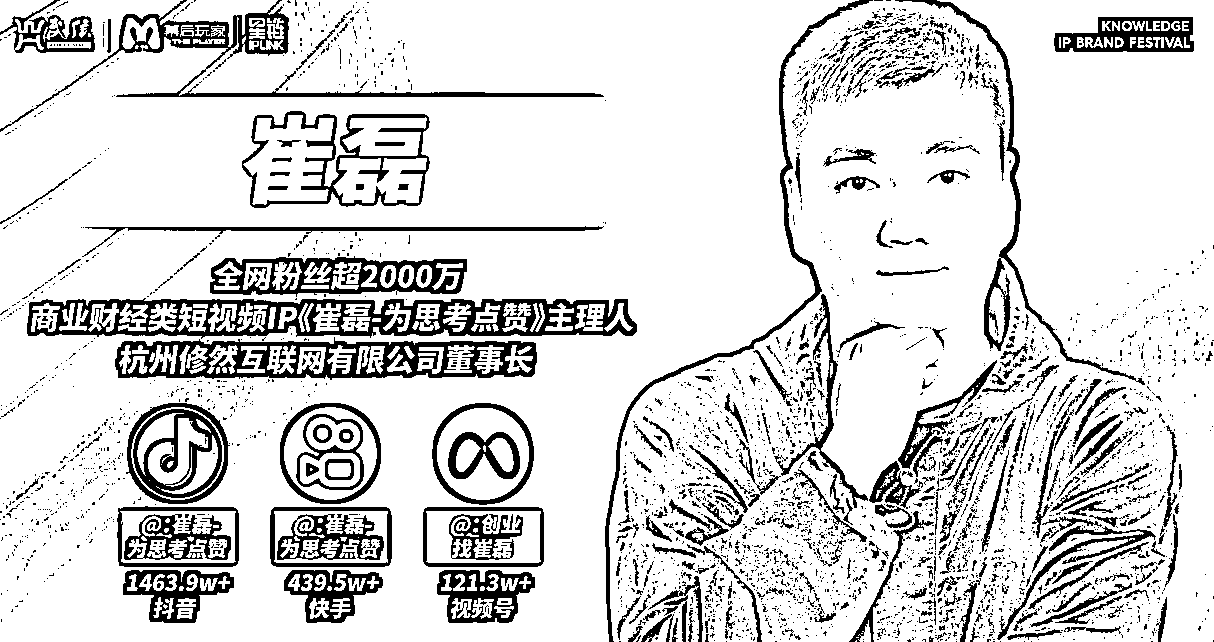 KNOWLEDGE
IP BRAND FESTIVAL
崔磊
全网粉丝超2000万
商业财经类短视频IP《崔磊-为思考点赞》主理人
杭州修然互联网有限公司董事长
@:崔磊-
为思考点赞
1463.9w+
抖音
@:崔磊-
为思考点赞
439.5w+
快手
@:创业
找崔磊
121.3w+
视频号